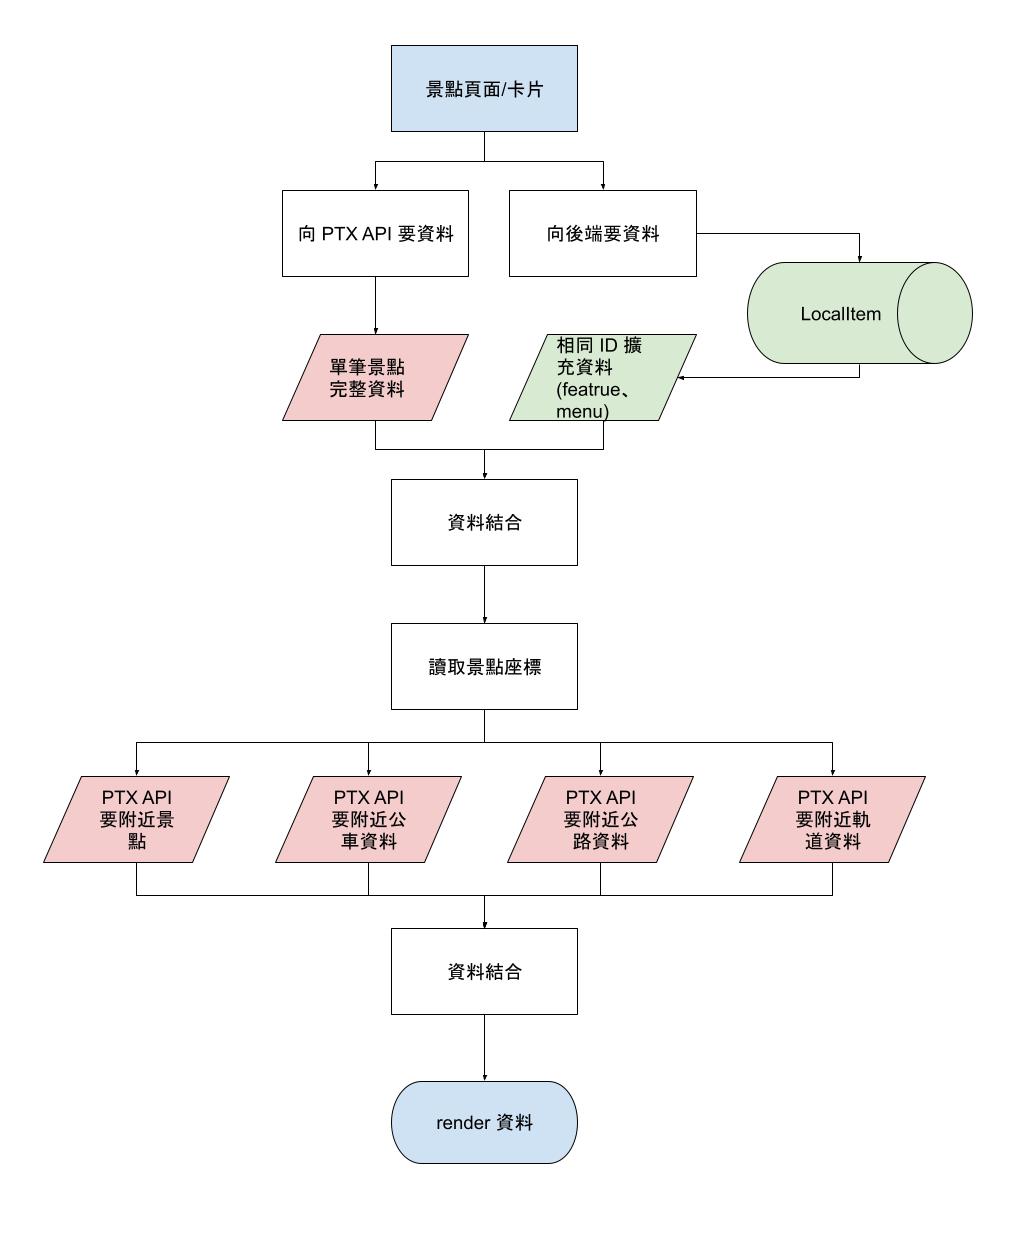 景點頁面/卡片
向 PTX API 要資料
向後端要資料
LocalItem
單筆景點
完整資料
相同 ID 擴
充資料
(featrue、
menu)
資料結合
讀取景點座標
PTX API
要附近景
點
PTX API
要附近公
車資料
PTX API
要附近公
路資料
PTX API
要附近軌
道資料
資料結合
render 資料